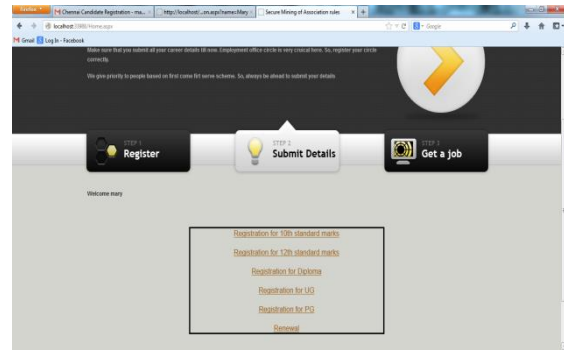 Firefox
Chennai Candidate Registration - ma...
http://localhost/...on.aspx?name=Mary
Secure Mining of Association rules
localhost:5988/Home.aspx
Google
Gmail
Log In - Facebook
Make sure that you submit all your career details till now. Employment office circle is very crucial here. So, register your circle
correctly.
We give priority to people based on first come firt serve scheme. So, always be ahead to submit your details
STEP 1
Register
STEP 2
Submit Details
STEP 3
Get a job
Welcome mary
Registration for 10th standard marks
Registration for 12th standard marks
Registration for Diploma
Registration for UG
Registration for PG
Renewal